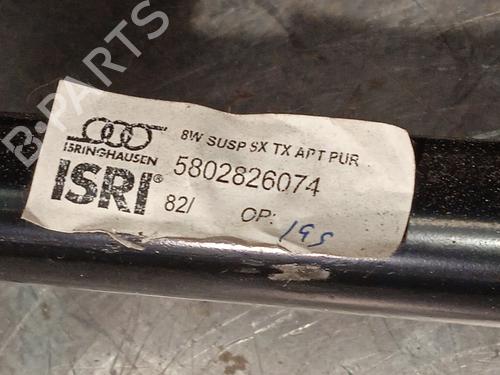 B-PARTS
8W SUSP SX TX APT PUR
ISRINGHAUSEN
5802826074
ISRI®
82/ OP: 195